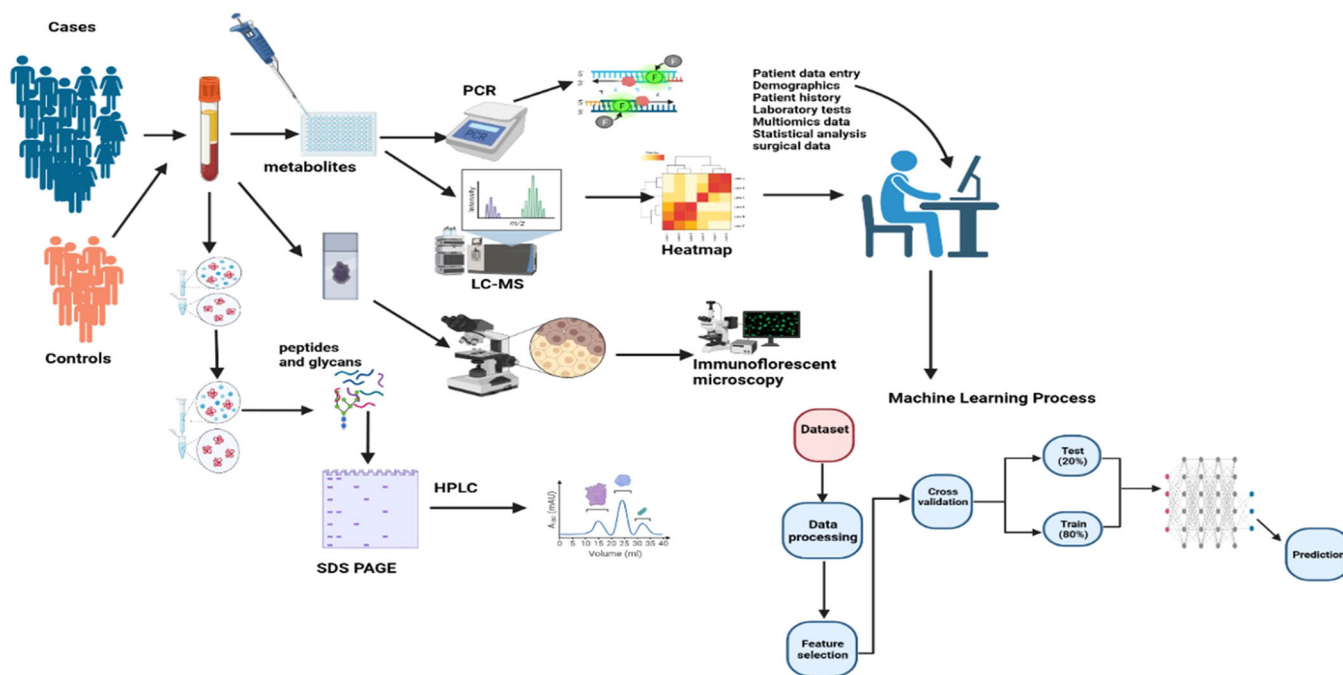 Cases
Controls
metabolites
PCR
PCR
F
F
Intensity
m/z
LC-MS
Heatmap
Patient data entry
Demographics
Patient history
Laboratory tests
Multiomics data
Statistical analysis
surgical data
peptides
and glycans
Immunoflorescent
microscopy
SDS PAGE
HPLC
(mAU)
0 5 10 15 20 25 30 35 40
Volume (ml)
Machine Learning Process
Dataset
Data
processing
Feature
selection
Cross
validation
Test
(20%)
Train
(80%)
Prediction